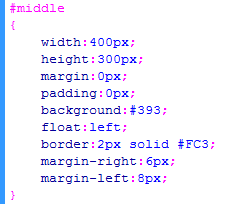 #middle
{
width:400px;
height:300px;
margin:0px;
padding:0px;
background:#393;
float:left;
border:2px solid #FC3;
margin-right:6px;
margin-left:8px;
}